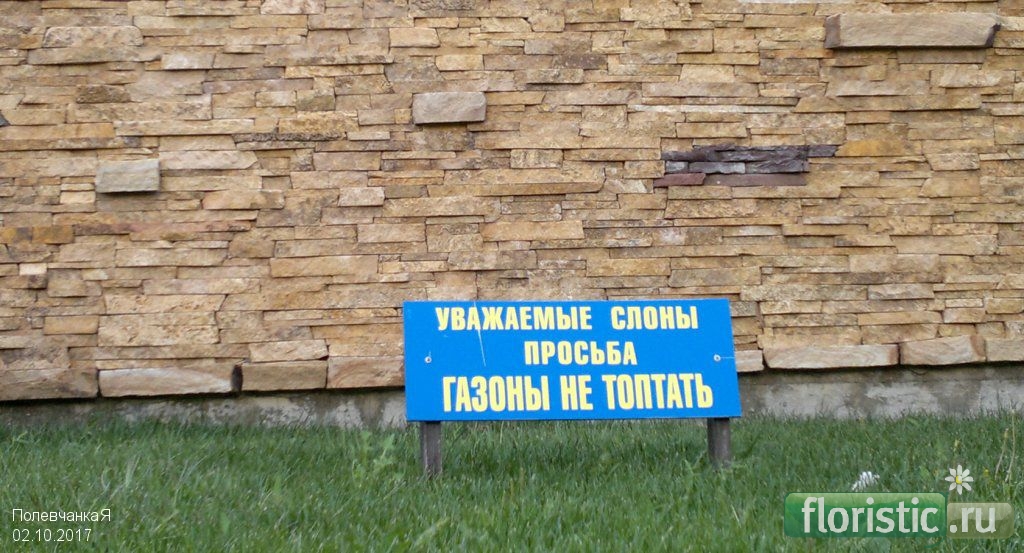 УВАЖАЕМЫЕ СЛОНЫ
ПРОСЬБА
ГАЗОНЫ НЕ ТОПТАТЬ
ПолевчанкаЯ
02.10.2017
floristic.ru